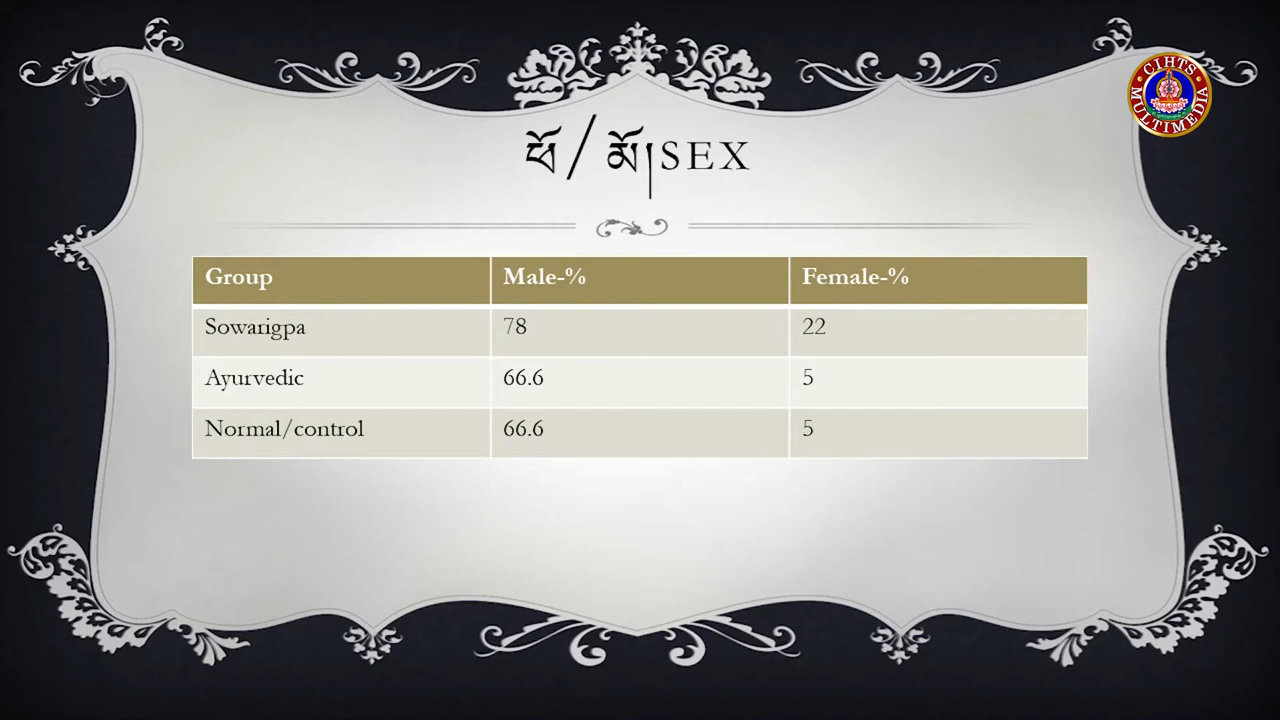 CIHTS
MULTIMEDIA
ཕོ/མོ།SEX
Group Male-% Female-%
Sowarigpa 78 22
Ayurvedic 66.6 5
Normal/control 66.6 5